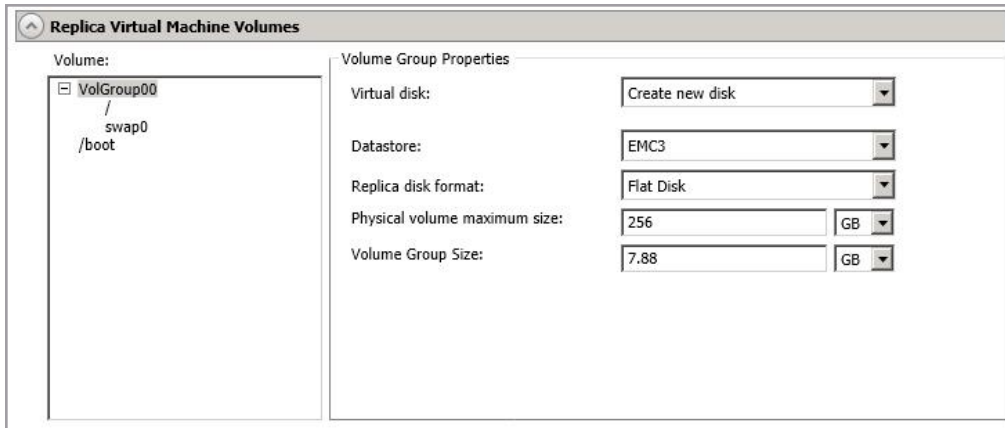 Replica Virtual Machine Volumes
Volume:
VolGroup00
/
swap0
/boot
Volume Group Properties
Virtual disk: Create new disk
Datastore: EMC3
Replica disk format: Flat Disk
Physical volume maximum size: 256 GB
Volume Group Size: 7.88 GB